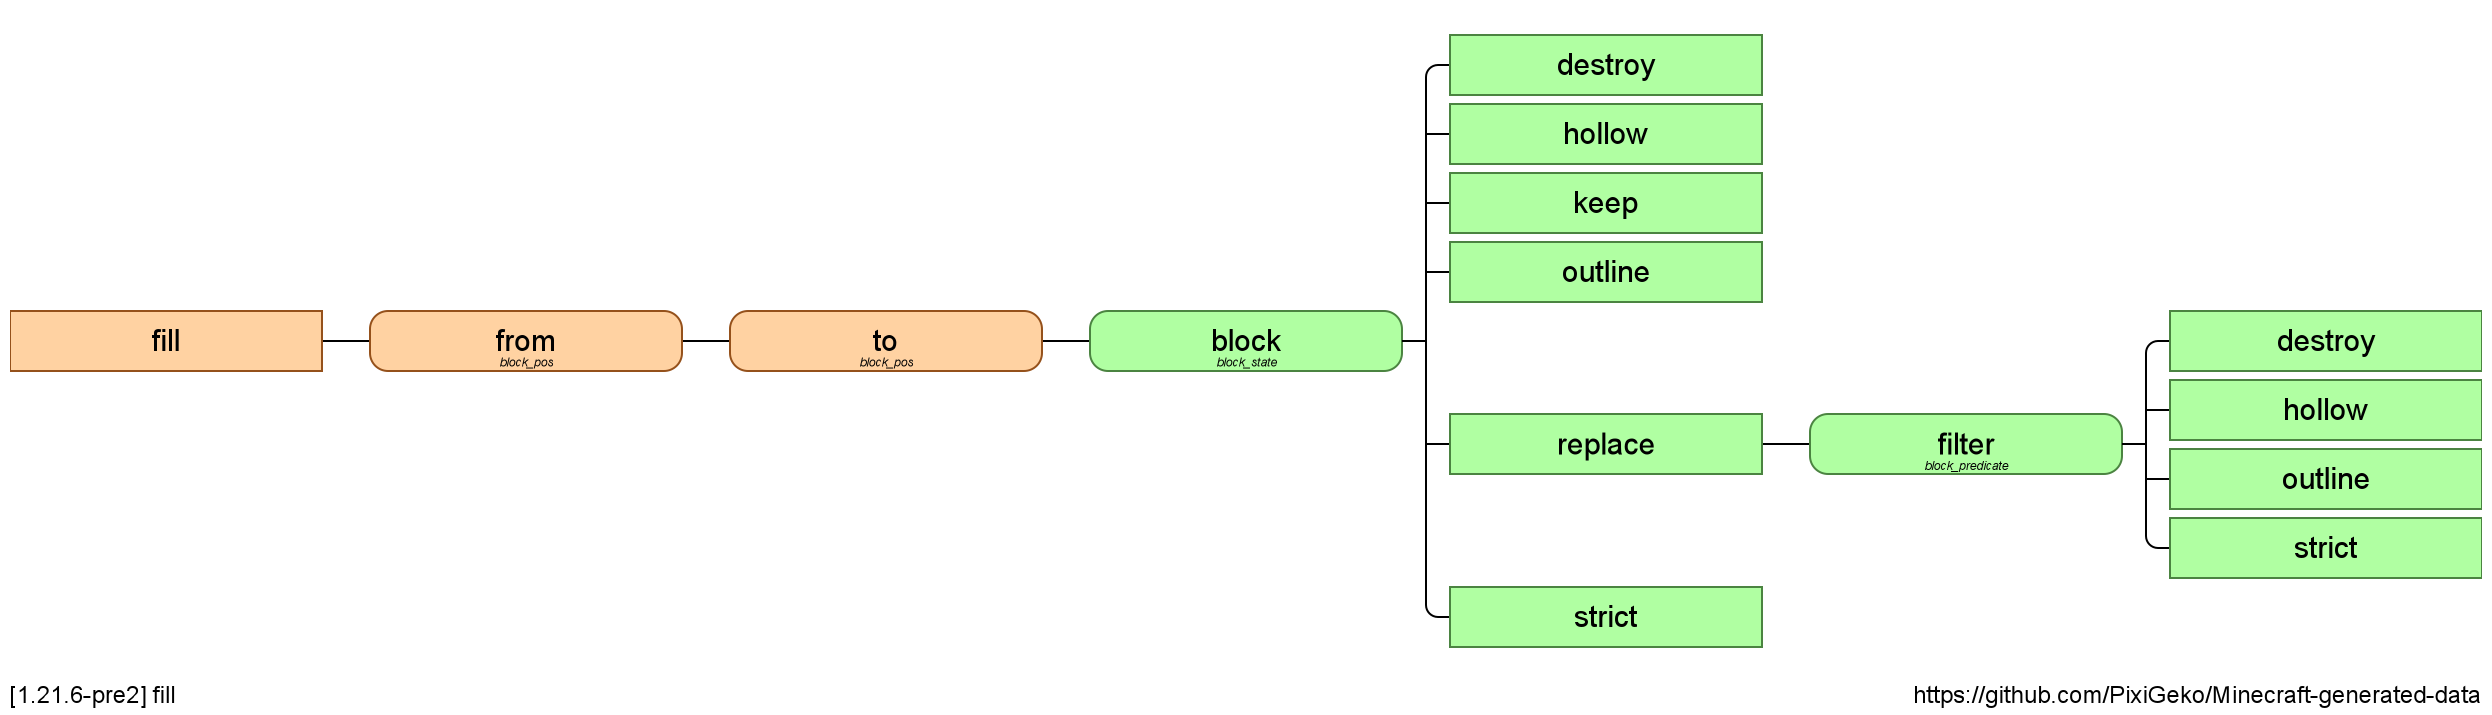 destroy
hollow
keep
outline
fill
from
block_pos
to
block_pos
block
block_state
replace
filter
block_predicate
destroy
hollow
outline
strict
strict
[1.21.6-pre2] fill
https://github.com/PixiGeko/Minecraft-generated-data